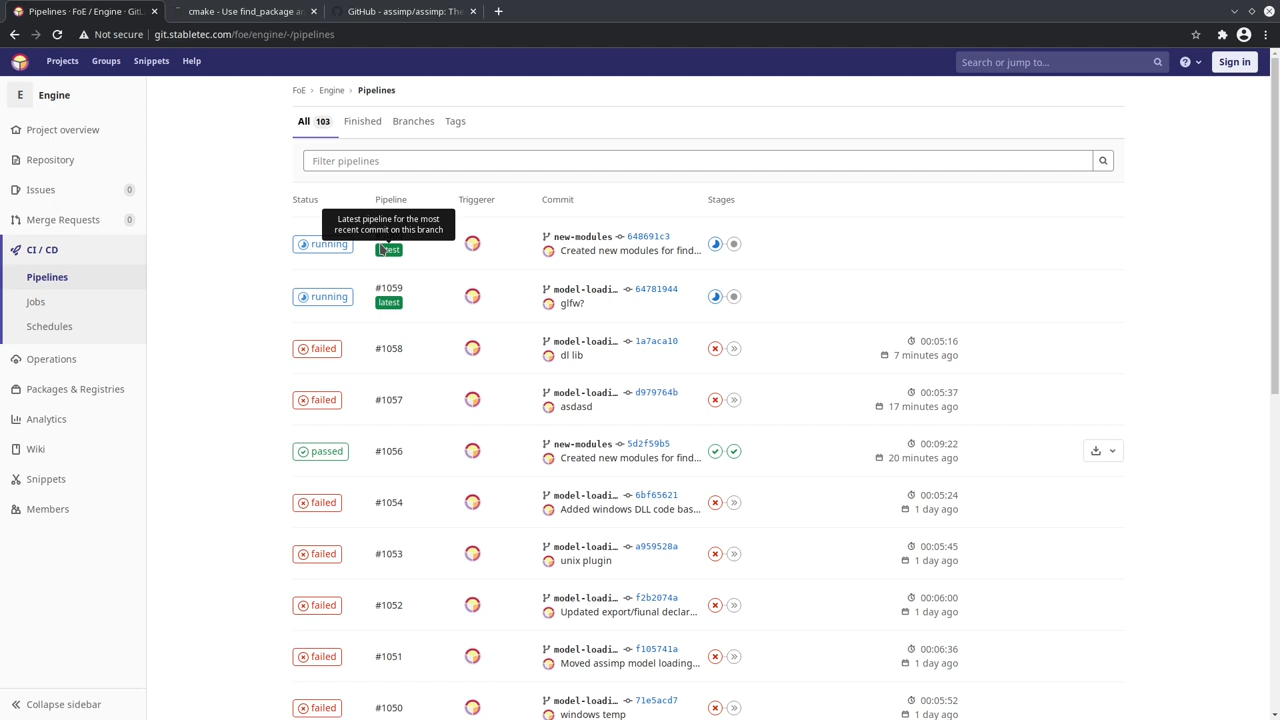 Pipelines · FoE / Engine · GitL
cmake - Use find_package an
GitHub - assimp/assimp: The
Not secure
git.stabletec.com/foe/engine/-/pipelines
Projects
Groups
Snippets
Help
Search or jump to...
Sign in
E
Engine
Project overview
Repository
Issues
0
Merge Requests
0
CI / CD
Pipelines
Jobs
Schedules
Operations
Packages & Registries
Analytics
Wiki
Snippets
Members
Collapse sidebar
FoE › Engine › Pipelines
All 103
Finished
Branches
Tags
Filter pipelines
Status
Pipeline
Triggerer
Commit
Stages
Latest pipeline for the most
recent commit on this branch
running
new-modules 648691c3
Created new modules for find...
running
#1059
latest
model-loadi... 64781944
glfw?
failed
#1058
model-loadi... 1a7aca10
dl lib
00:05:16
7 minutes ago
failed
#1057
model-loadi... d979764b
asdasd
00:05:37
17 minutes ago
passed
#1056
new-modules 5d2f59b5
Created new modules for find...
00:09:22
20 minutes ago
failed
#1054
model-loadi... 6bf65621
Added windows DLL code bas...
00:05:24
1 day ago
failed
#1053
model-loadi... a959528a
unix plugin
00:05:45
1 day ago
failed
#1052
model-loadi... f2b2074a
Updated export/fiunal declar...
00:06:00
1 day ago
failed
#1051
model-loadi... f105741a
Moved assimp model loading...
00:06:36
1 day ago
failed
#1050
model-loadi... 71e5acd7
windows temp
00:05:52
1 day ago